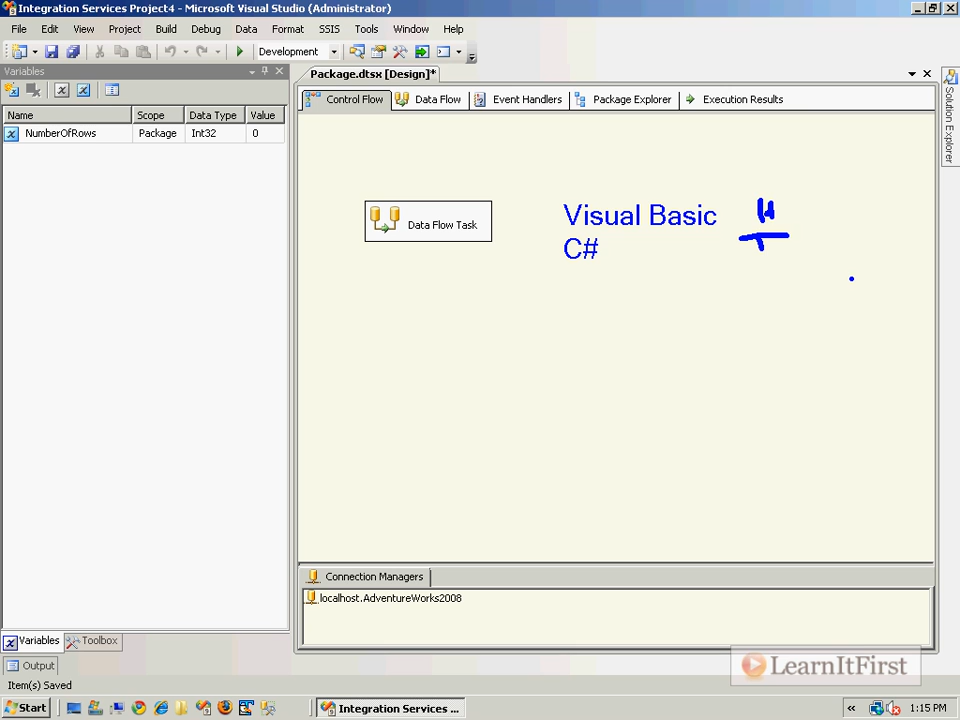 Integration Services Project4 - Microsoft Visual Studio (Administrator)
File Edit View Project Build Debug Data Format SSIS Tools Window Help
Development
Variables
Name Scope Data Type Value
NumberOfRows Package Int32 0
Package.dtsx [Design]*
Control Flow Data Flow Event Handlers Package Explorer Execution Results
Solution Explorer
Data Flow Task
Visual Basic
C#
Connection Managers
localhost.AdventureWorks2008
Variables Toolbox
Output
Item(s) Saved
LearnItFirst
Start Integration Services ... « 1:15 PM